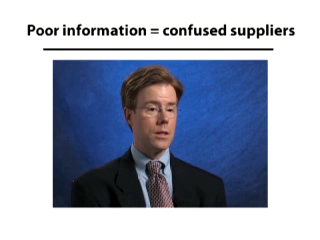 Poor information = confused suppliers